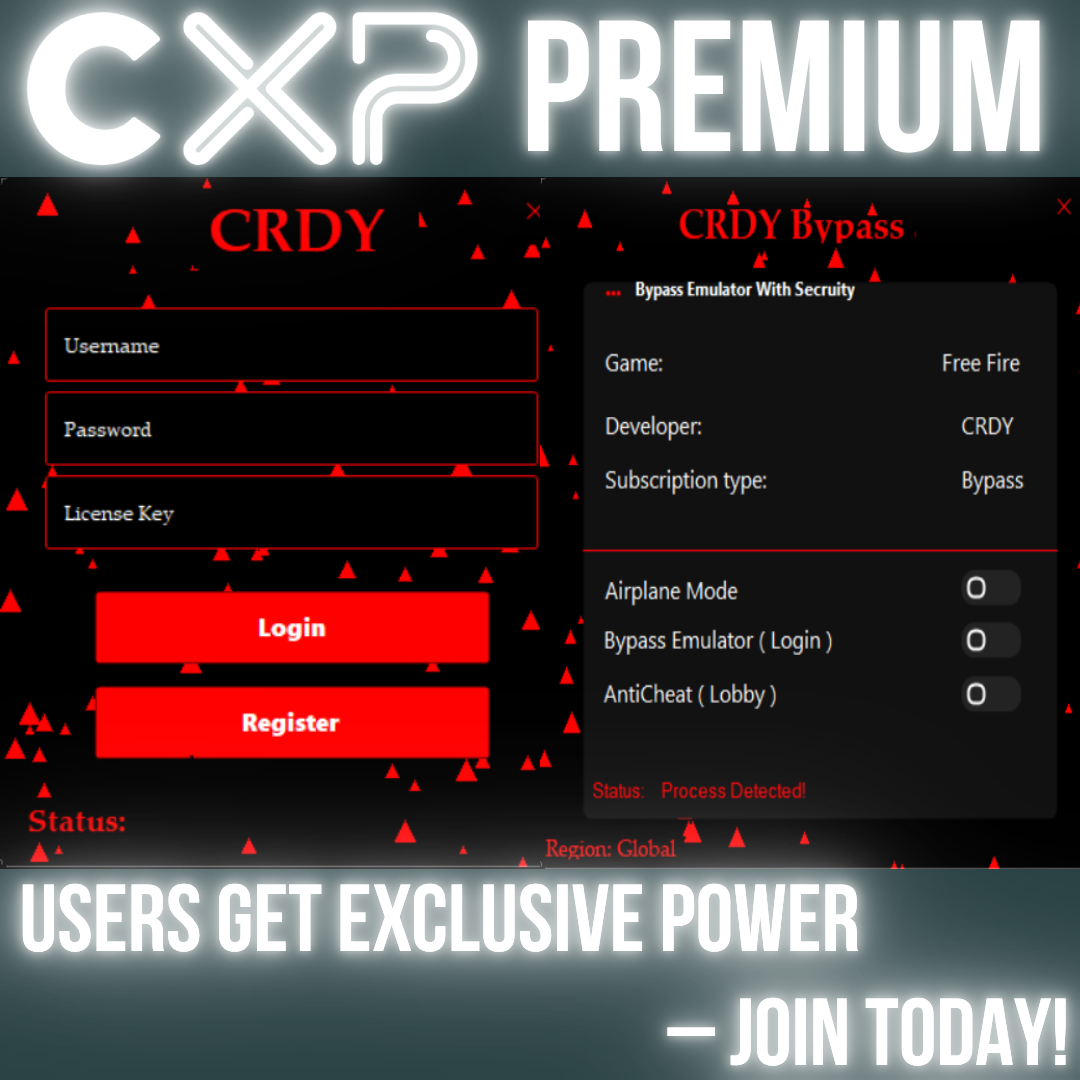 CXP PREMIUM
CRDY
Username
Password
License Key
Login
Register
Status:
CRDY Bypass
Bypass Emulator With Secruity
Game: Free Fire
Developer: CRDY
Subscription type: Bypass
Airplane Mode
Bypass Emulator ( Login )
AntiCheat ( Lobby )
Status: Process Detected!
Region: Global
USERS GET EXCLUSIVE POWER
– JOIN TODAY!